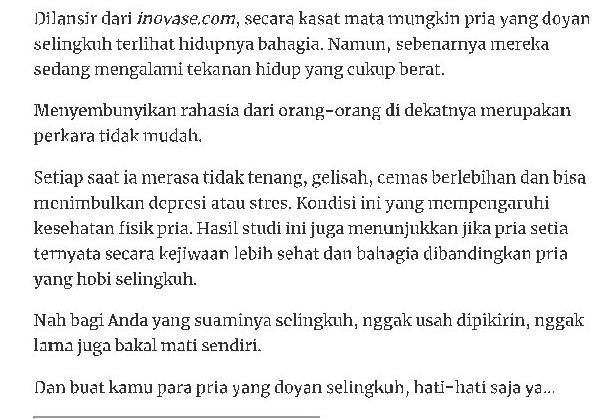 Dilansir dari inovase.com, secara kasat mata mungkin pria yang doyan
selingkuh terlihat hidupnya bahagia. Namun, sebenarnya mereka
sedang mengalami tekanan hidup yang cukup berat.
Menyembunyikan rahasia dari orang-orang di dekatnya merupakan
perkara tidak mudah.
Setiap saat ia merasa tidak tenang, gelisah, cemas berlebihan dan bisa
menimbulkan depresi atau stres. Kondisi ini yang mempengaruhi
kesehatan fisik pria. Hasil studi ini juga menunjukkan jika pria setia
ternyata secara kejiwaan lebih sehat dan bahagia dibandingkan pria
yang hobi selingkuh.
Nah bagi Anda yang suaminya selingkuh, nggak usah dipikirin, nggak
lama juga bakal mati sendiri.
Dan buat kamu para pria yang doyan selingkuh, hati-hati saja ya...